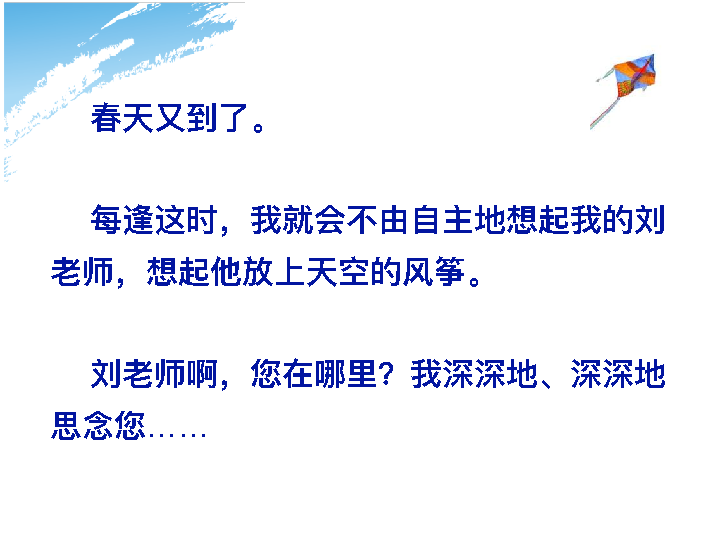 春天又到了。
每逢这时，我就会不由自主地想起我的刘
老师，想起他放上天空的风筝。
刘老师啊，您在哪里？我深深地、深深地
思念您……